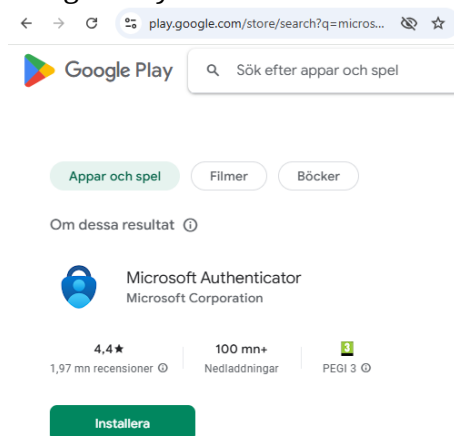 play.google.com/store/search?q=micros...
Google Play
Sök efter appar och spel
Appar och spel
Filmer
Böcker
Om dessa resultat
Microsoft Authenticator
Microsoft Corporation
4,4★
100 mn+
3
1,97 mn recensioner
Nedladdningar
PEGI 3
Installera